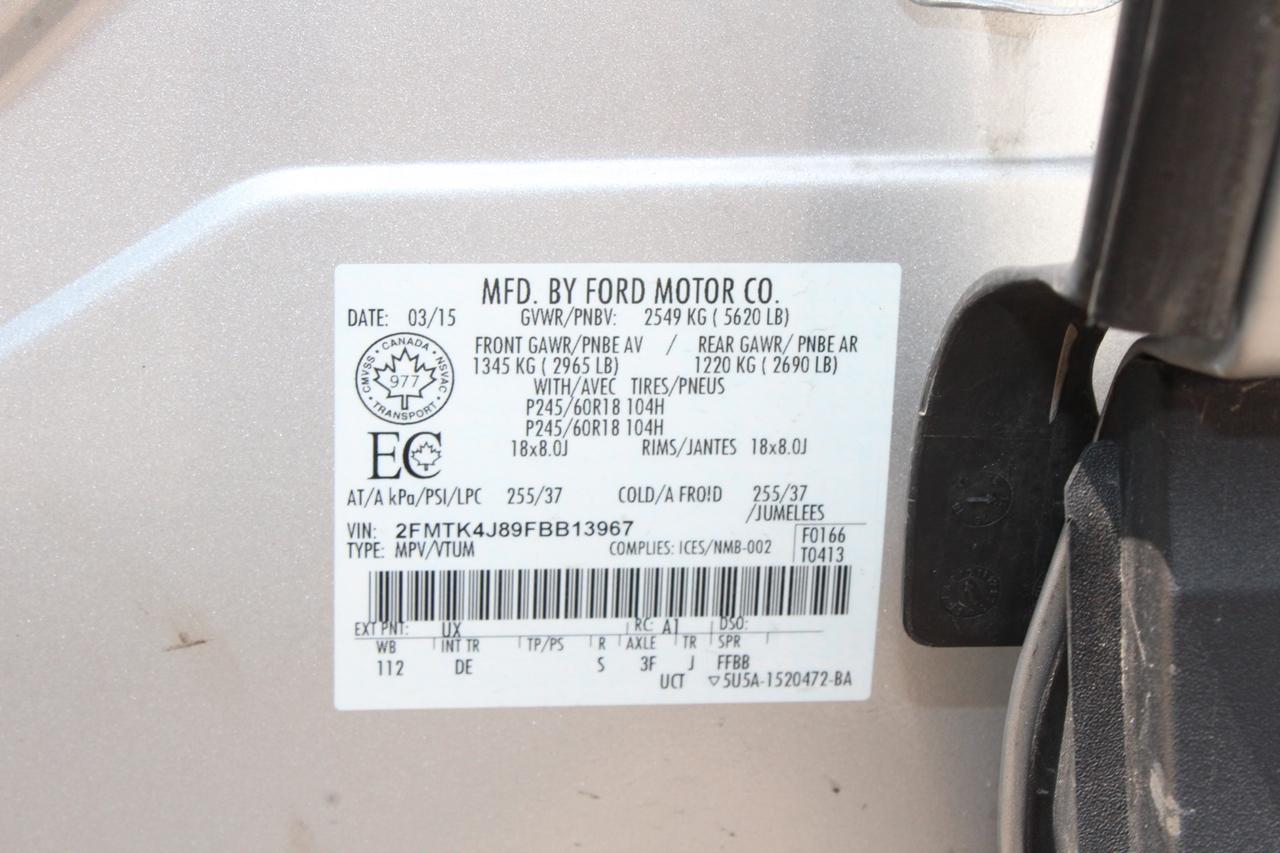 MFD. BY FORD MOTOR CO.
DATE: 03/15 GVWR/PNBV: 2549 KG ( 5620 LB)
CANADA
CMVSS NSVAC
977
TRANSPORT
FRONT GAWR/PNBE AV / REAR GAWR/ PNBE AR
1345 KG ( 2965 LB) 1220 KG ( 2690 LB)
WITH/AVEC TIRES/PNEUS
P245/60R18 104H
P245/60R18 104H
EC
18x8.0J RIMS/JANTES 18x8.0J
AT/A kPa/PSI/LPC 255/37 COLD/A FROID 255/37
/JUMELEES
VIN: 2FMTK4J89FBB13967
TYPE: MPV/VTUM COMPLIES: ICES/NMB-002
F0166
T0413
EXT PNT: UX RC: A1 DSO:
WB INT TR TP/PS R AXLE TR SPR
112 DE S 3F J FFBB
UCT ▽5U5A-1520472-BA